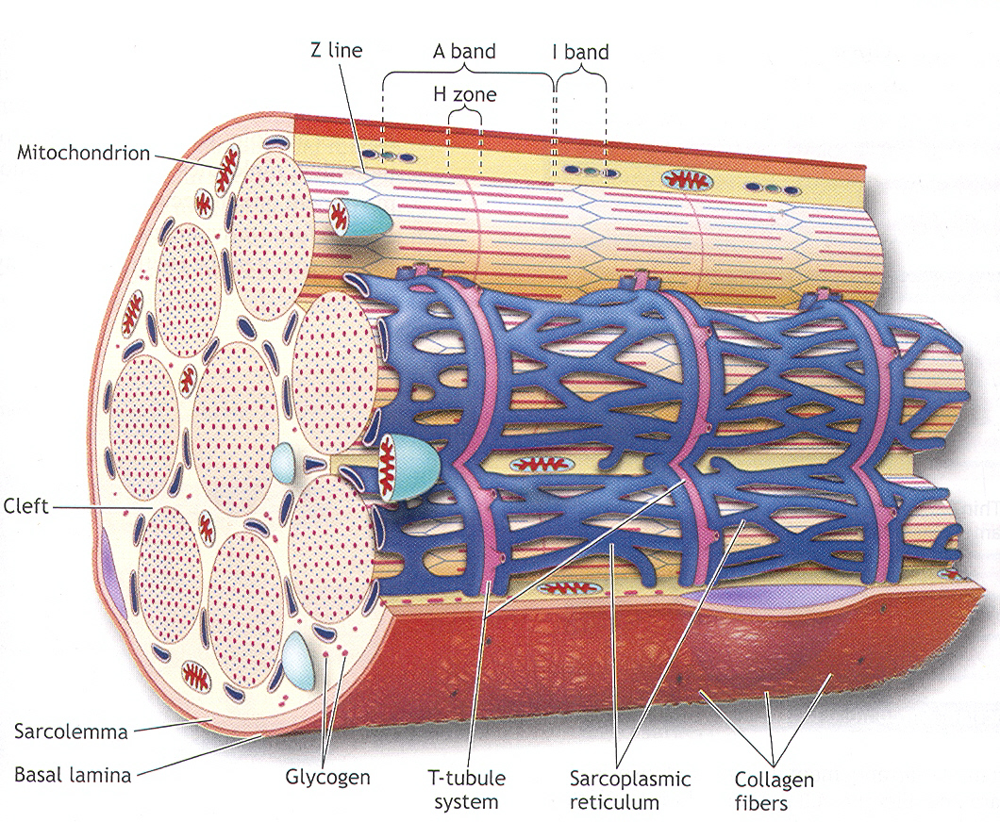 Z line
A band
I band
H zone
Mitochondrion
Cleft
Sarcolemma
Basal lamina
Glycogen
T-tubule
system
Sarcoplasmic
reticulum
Collagen
fibers